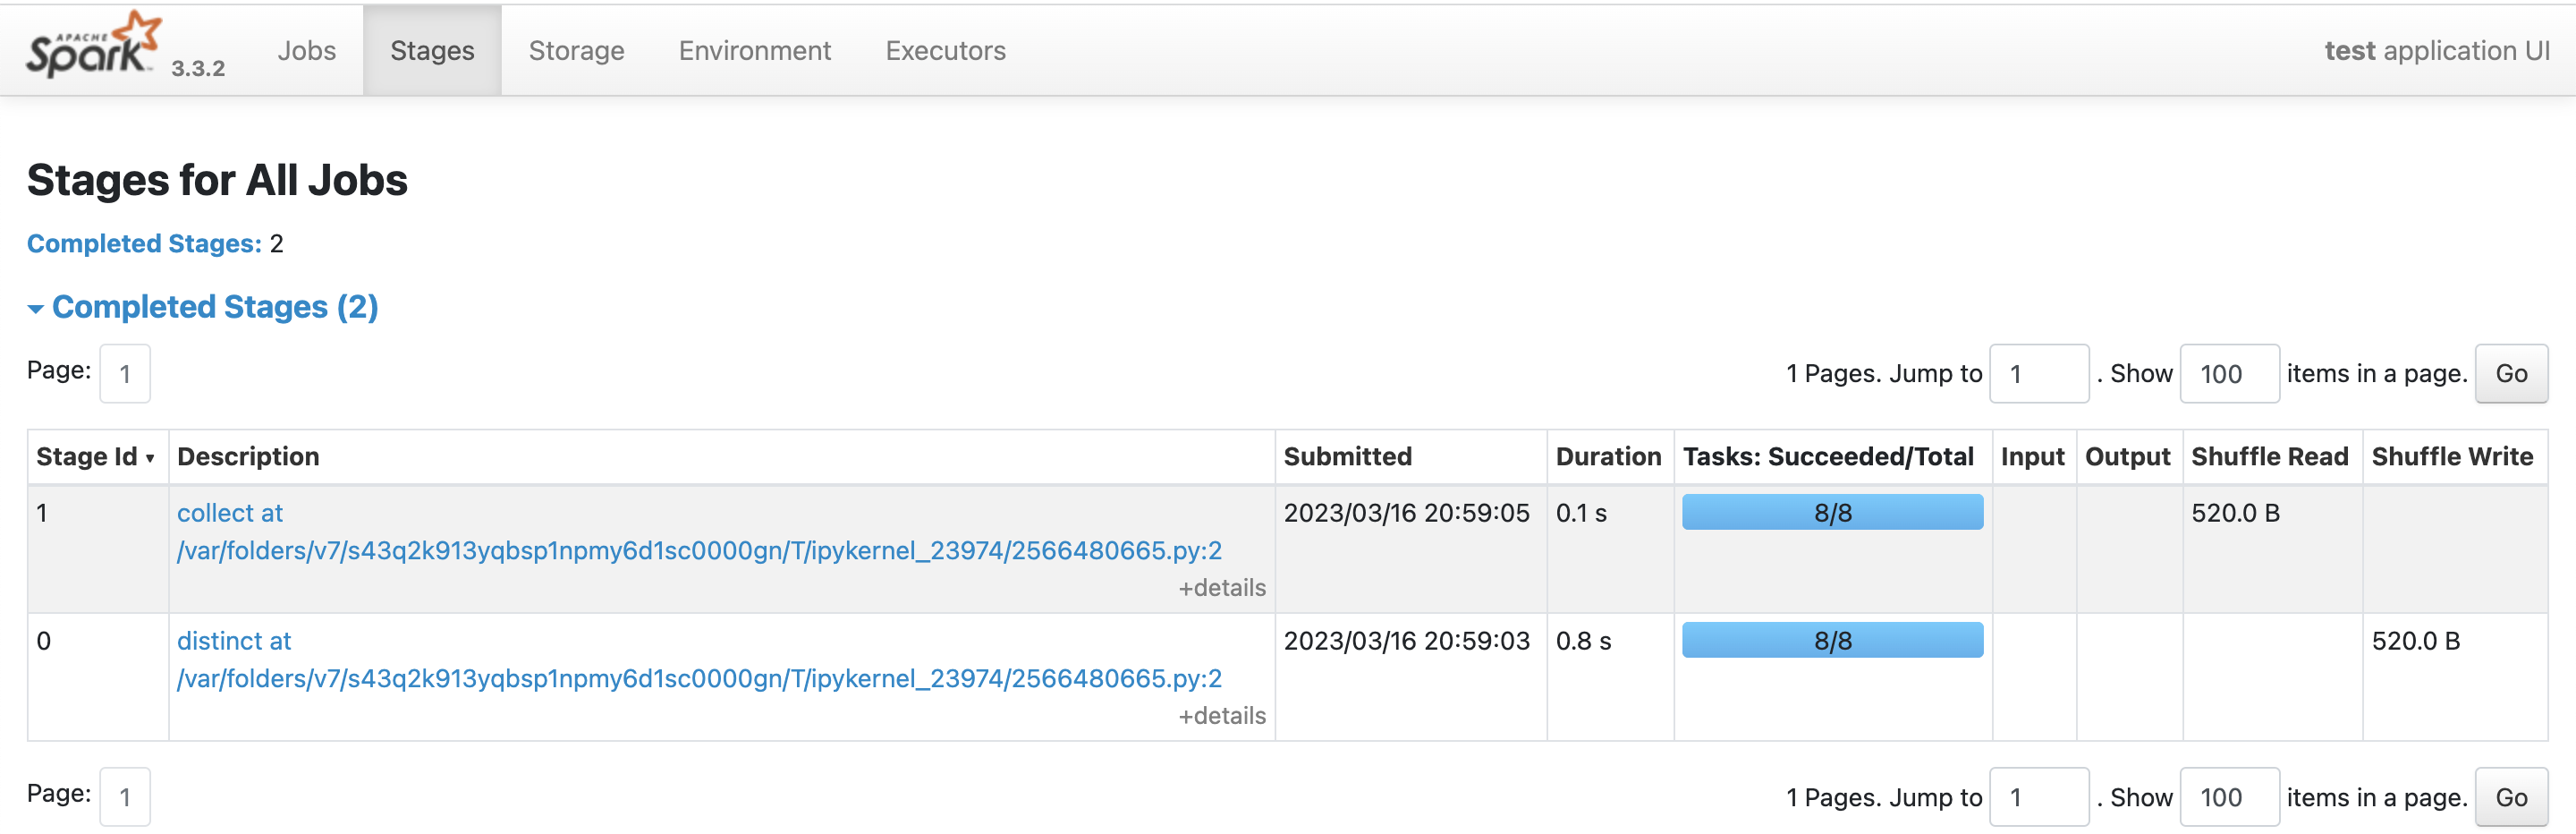 APACHE Spark 3.3.2 Jobs Stages Storage Environment Executors test application UI
Stages for All Jobs
Completed Stages: 2
Completed Stages (2)
Page: 1 1 Pages. Jump to 1 . Show 100 items in a page. Go
Stage Id ▾ Description Submitted Duration Tasks: Succeeded/Total Input Output Shuffle Read Shuffle Write
1 collect at 2023/03/16 20:59:05 0.1 s 8/8 520.0 B
/var/folders/v7/s43q2k913yqbsp1npmy6d1sc0000gn/T/ipykernel_23974/2566480665.py:2
+details
0 distinct at 2023/03/16 20:59:03 0.8 s 8/8 520.0 B
/var/folders/v7/s43q2k913yqbsp1npmy6d1sc0000gn/T/ipykernel_23974/2566480665.py:2
+details
Page: 1 1 Pages. Jump to 1 . Show 100 items in a page. Go